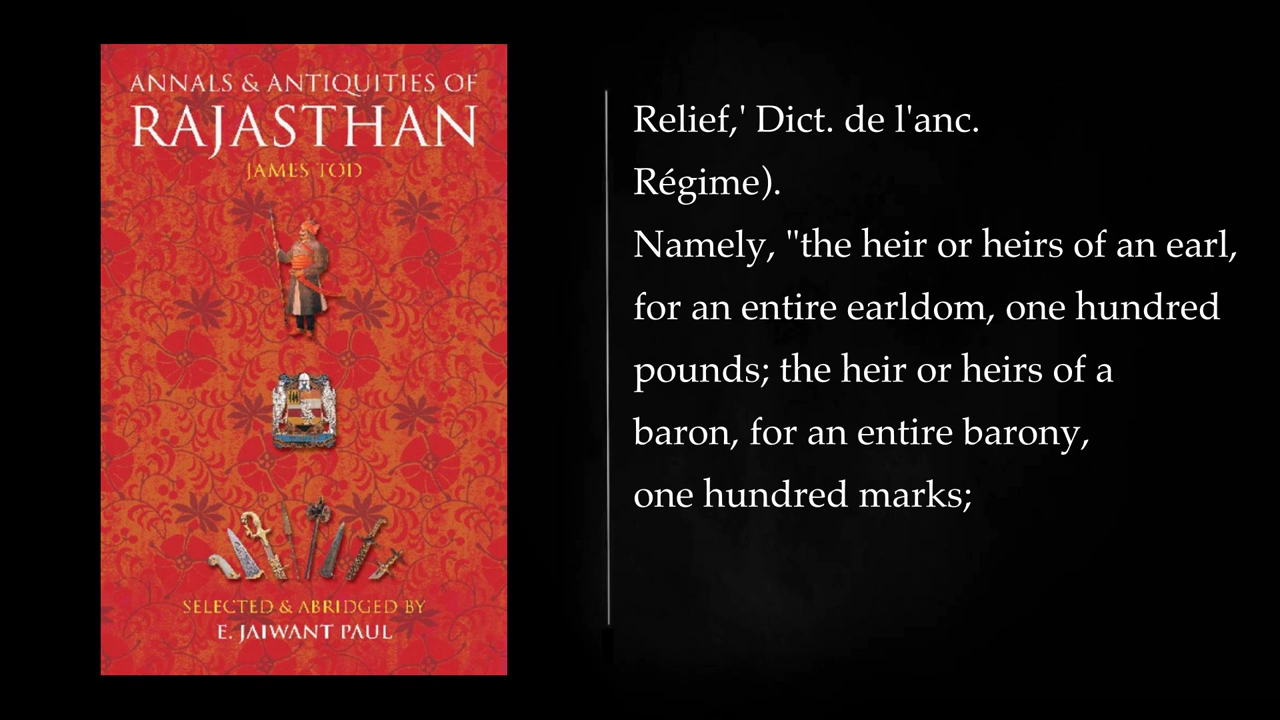 ANNALS & ANTIQUITIES OF
RAJASTHAN
JAMES TOD
SELECTED & ABRIDGED BY
E. JAIWANT PAUL
Relief,' Dict. de l'anc.
Régime).
Namely, "the heir or heirs of an earl,
for an entire earldom, one hundred
pounds; the heir or heirs of a
baron, for an entire barony,
one hundred marks;